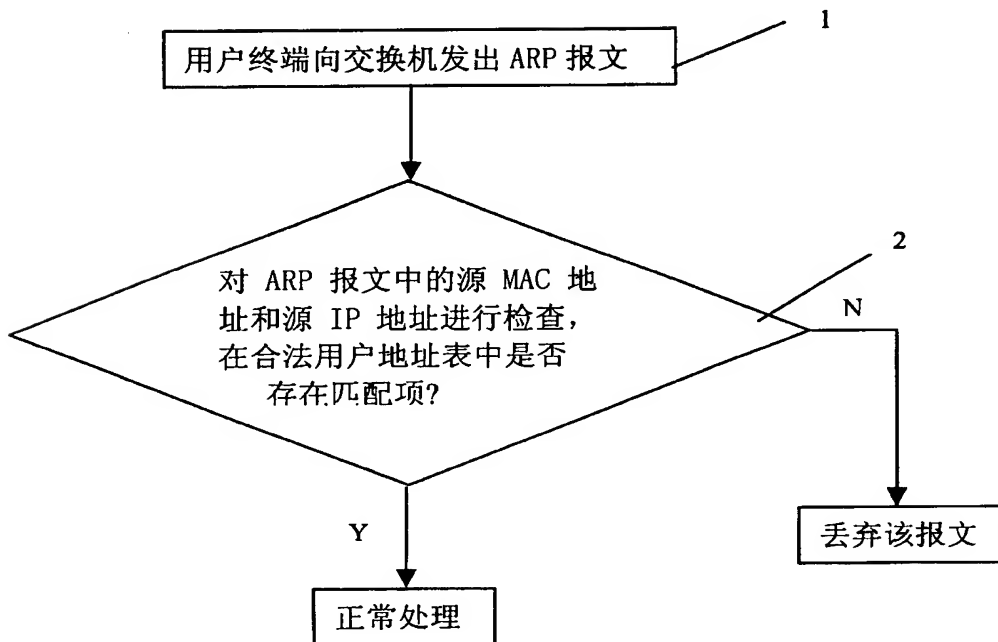 1
用户终端向交换机发出 ARP 报文
2
对 ARP 报文中的源 MAC 地
址和源 IP 地址进行检查，
在合法用户地址表中是否
存在匹配项?
N
Y
丢弃该报文
正常处理